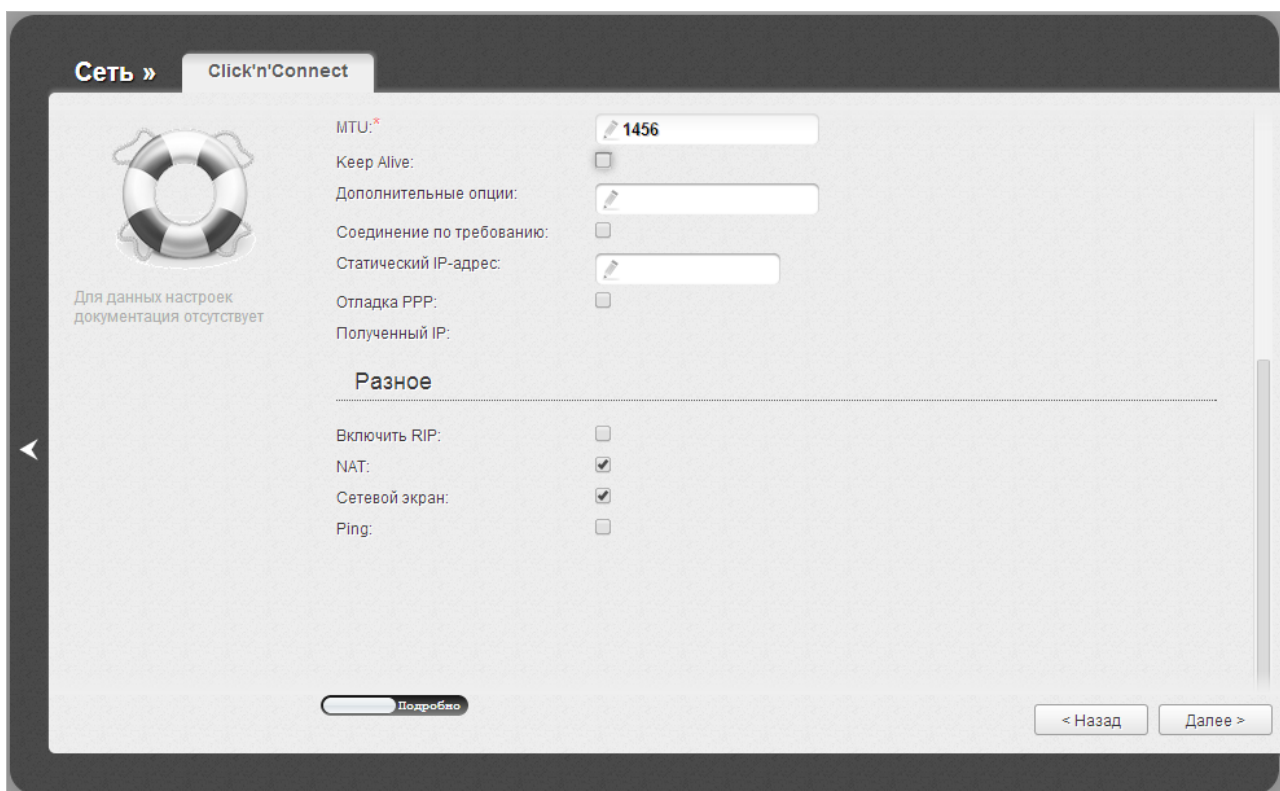 Сеть »
Click'n'Connect
MTU:* 1456
Keep Alive:
Дополнительные опции:
Соединение по требованию:
Статический IP-адрес:
Для данных настроек
документация отсутствует
Отладка PPP:
Полученный IP:
Разное
Включить RIP:
NAT:
Сетевой экран:
Ping:
Подробно
< Назад
Далее >